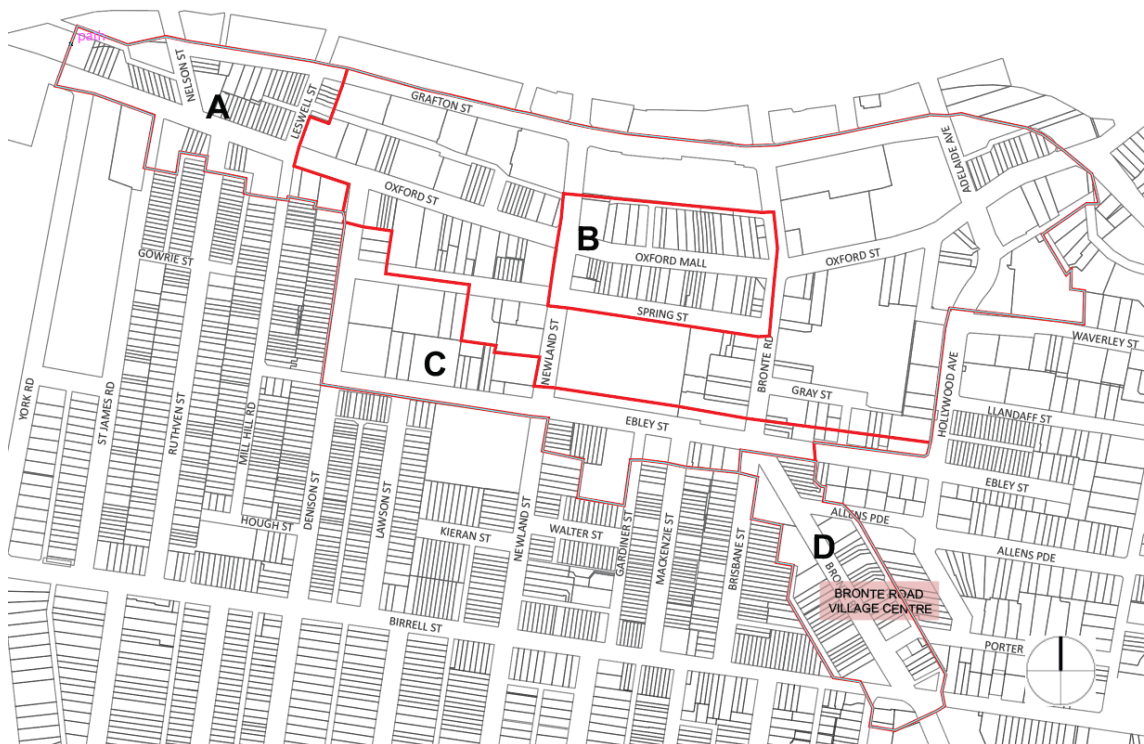 path
NELSON ST
A
LESWELL ST
GRAFTON ST
ADELAIDE AVE
OXFORD ST
B
OXFORD MALL
OXFORD ST
GOWRIE ST
SPRING ST
NEWLAND ST
BRONTE RD
WAVERLEY ST
C
HOLLYWOOD AVE
GRAY ST
LLANDAFF ST
YORK RD
ST JAMES RD
RUTHVEN ST
MILL HILL RD
DENISON ST
LAWSON ST
EBLEY ST
EBLEY ST
HOUGH ST
KIERAN ST
NEWLAND ST
WALTER ST
GARDINER ST
MACKENZIE ST
BRISBANE ST
ALLENS PDE
D
ALLENS PDE
BRO
BRONTE ROAD
VILLAGE CENTRE
BIRRELL ST
PORTER